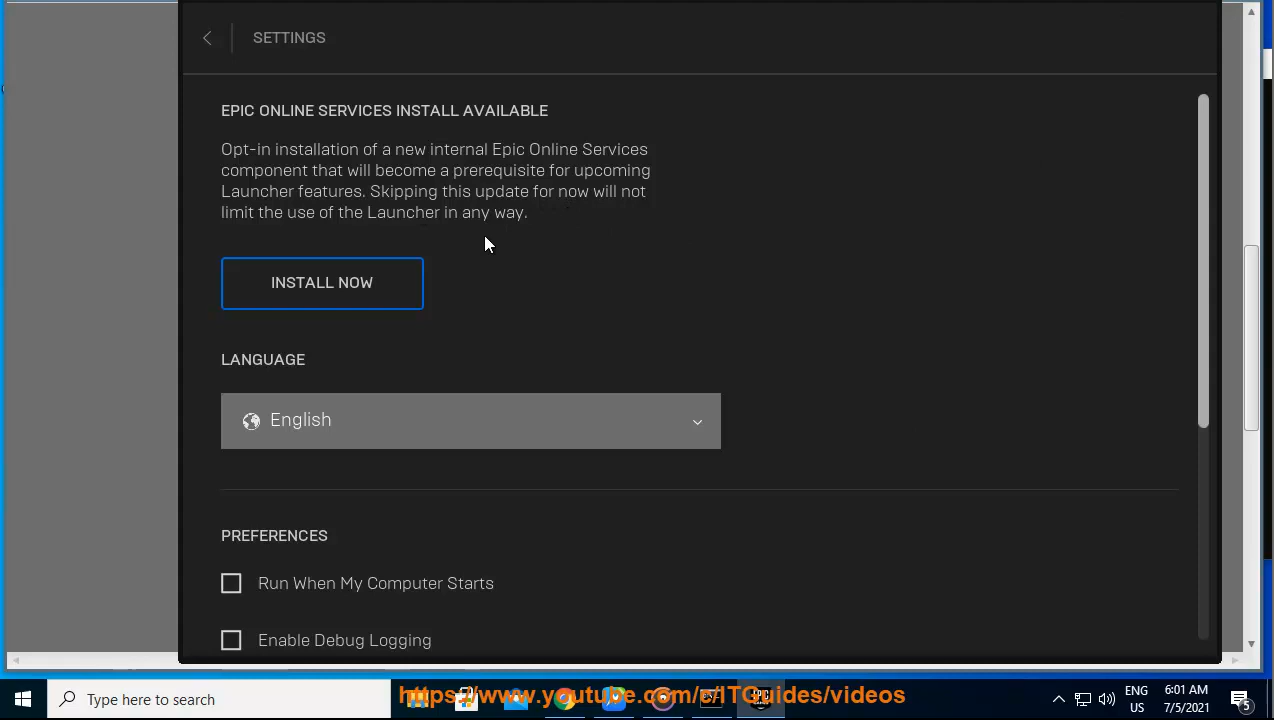 SETTINGS
EPIC ONLINE SERVICES INSTALL AVAILABLE
Opt-in installation of a new internal Epic Online Services
component that will become a prerequisite for upcoming
Launcher features. Skipping this update for now will not
limit the use of the Launcher in any way.
INSTALL NOW
LANGUAGE
English
PREFERENCES
Run When My Computer Starts
Enable Debug Logging
Type here to search
https://www.youtube.com/c/ITGuides/videos
ENG
US
6:01 AM
7/5/2021
5